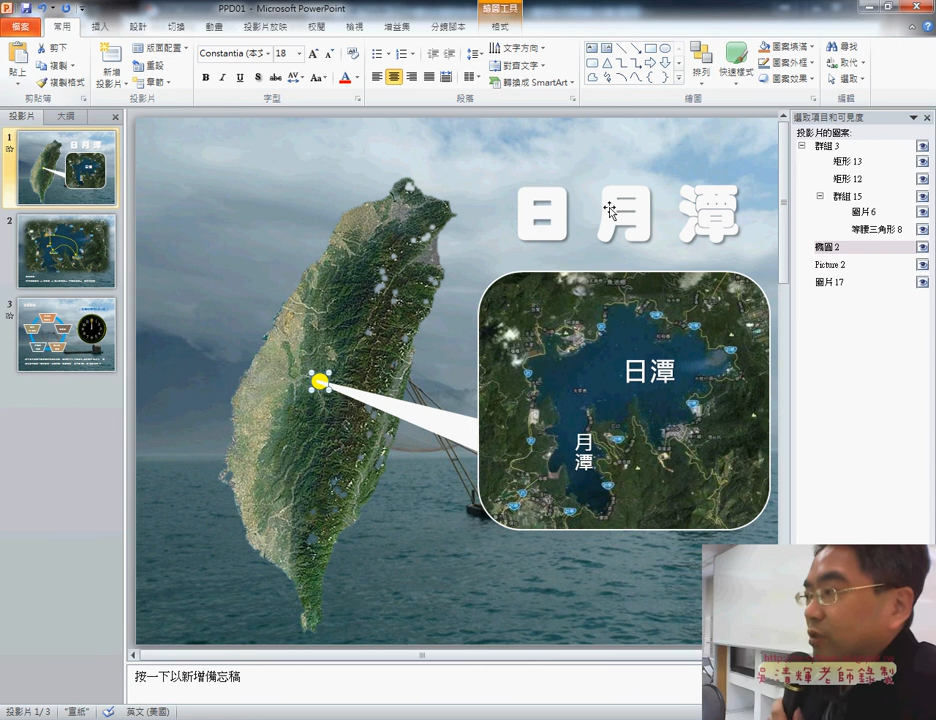 PPD01 - Microsoft PowerPoint
繪圖工具
檔案 常用 插入 設計 切換 動畫 投影片放映 校閱 檢視 增益集 分鏡腳本 格式
貼上
剪下
複製
複製格式
剪貼簿
新增
投影片
版面配置
重設
章節
投影片
Constantia (本文 18
B I U S abc AV Aa A
字型
文字方向
對齊文字
轉換成 SmartArt
段落
排列
快速樣式
圖案填滿
圖案外框
圖案效果
繪圖
尋找
取代
選取
編輯
投影片 大綱
1
2
3
選取項目和可見度
投影片的圖案:
群組 3
矩形 13
矩形 12
群組 15
圖片 6
等腰三角形 8
橢圓 2
Picture 2
圖片 17
日 月 潭
日潭
月
潭
按一下以新增備忘稿
吳清輝老師錄製
投影片 1 / 3 "宣紙" 英文 (美國)